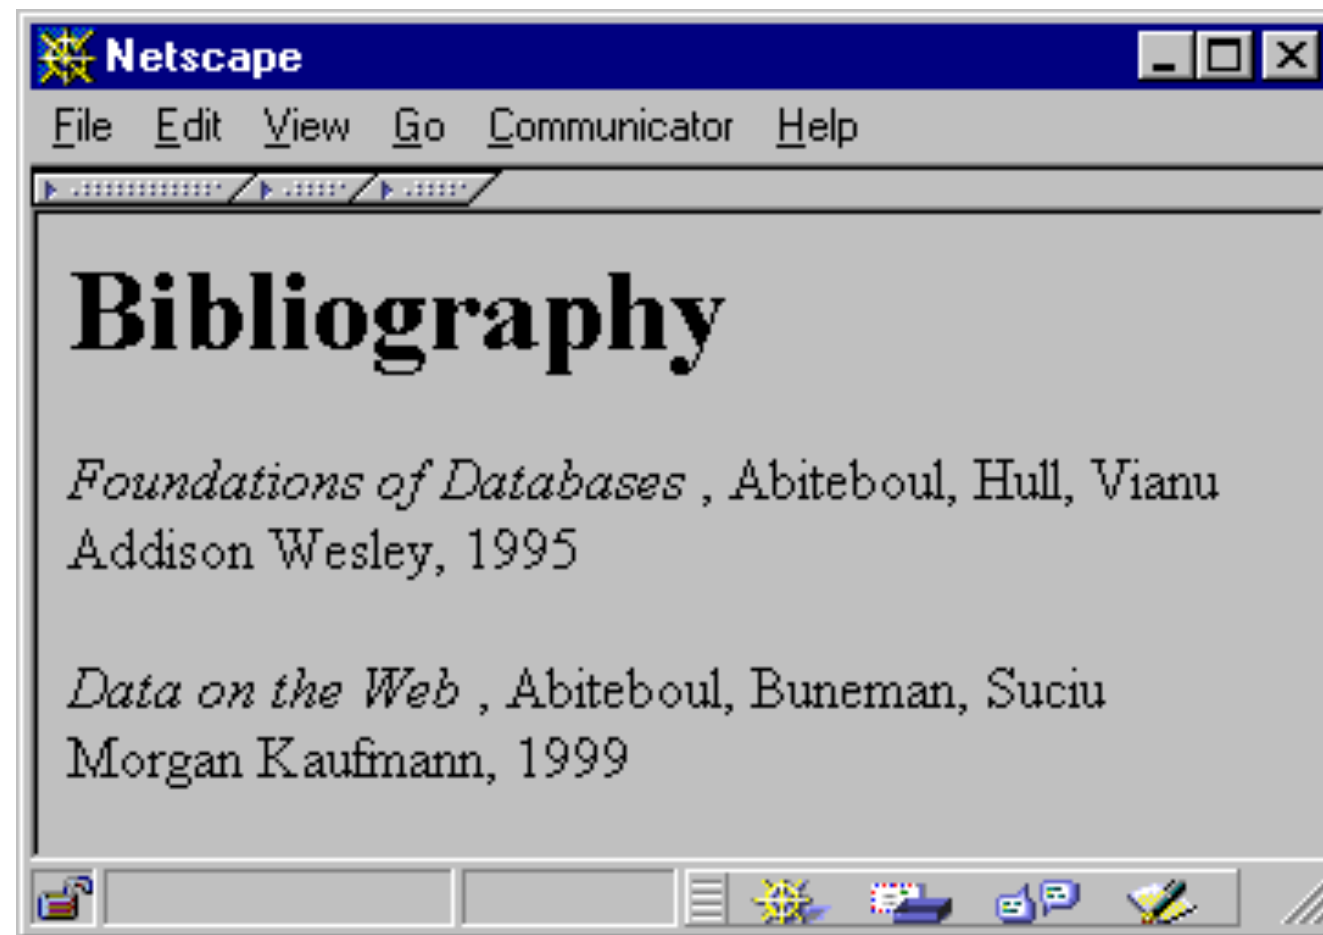 Netscape
File Edit View Go Communicator Help
Bibliography
Foundations of Databases , Abiteboul, Hull, Vianu
Addison Wesley, 1995
Data on the Web , Abiteboul, Buneman, Suciu
Morgan Kaufmann, 1999